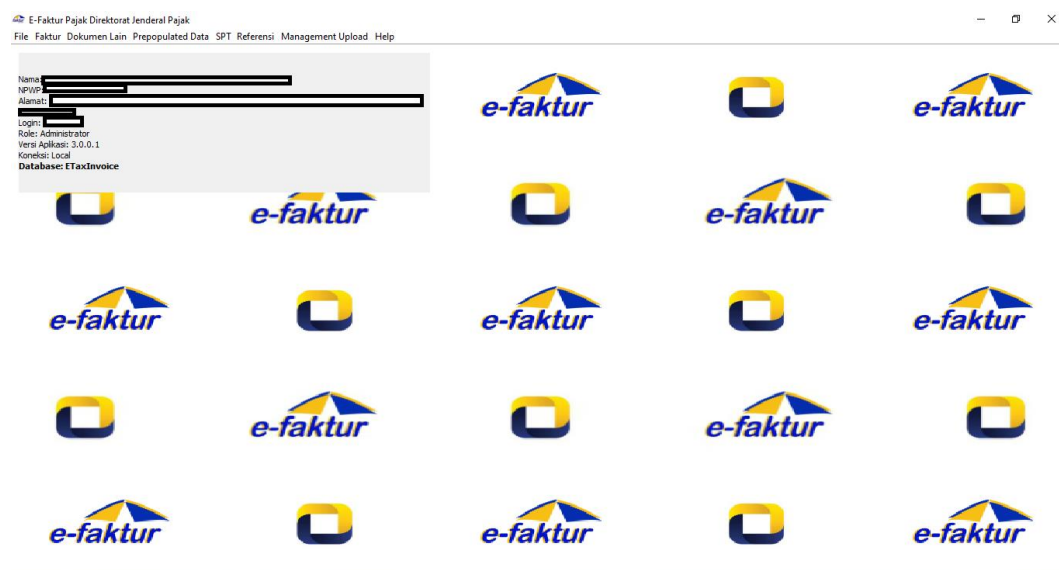 E-Faktur Pajak Direktorat Jenderal Pajak
File Faktur Dokumen Lain Prepopulated Data SPT Referensi Management Upload Help
Nama:
NPWP:
Alamat:
Login:
Role: Administrator
Versi Aplikasi: 3.0.0.1
Koneksi: Local
Database: ETaxInvoice
e-faktur e-faktur
e-faktur e-faktur
e-faktur e-faktur e-faktur
e-faktur e-faktur
e-faktur e-faktur e-faktur